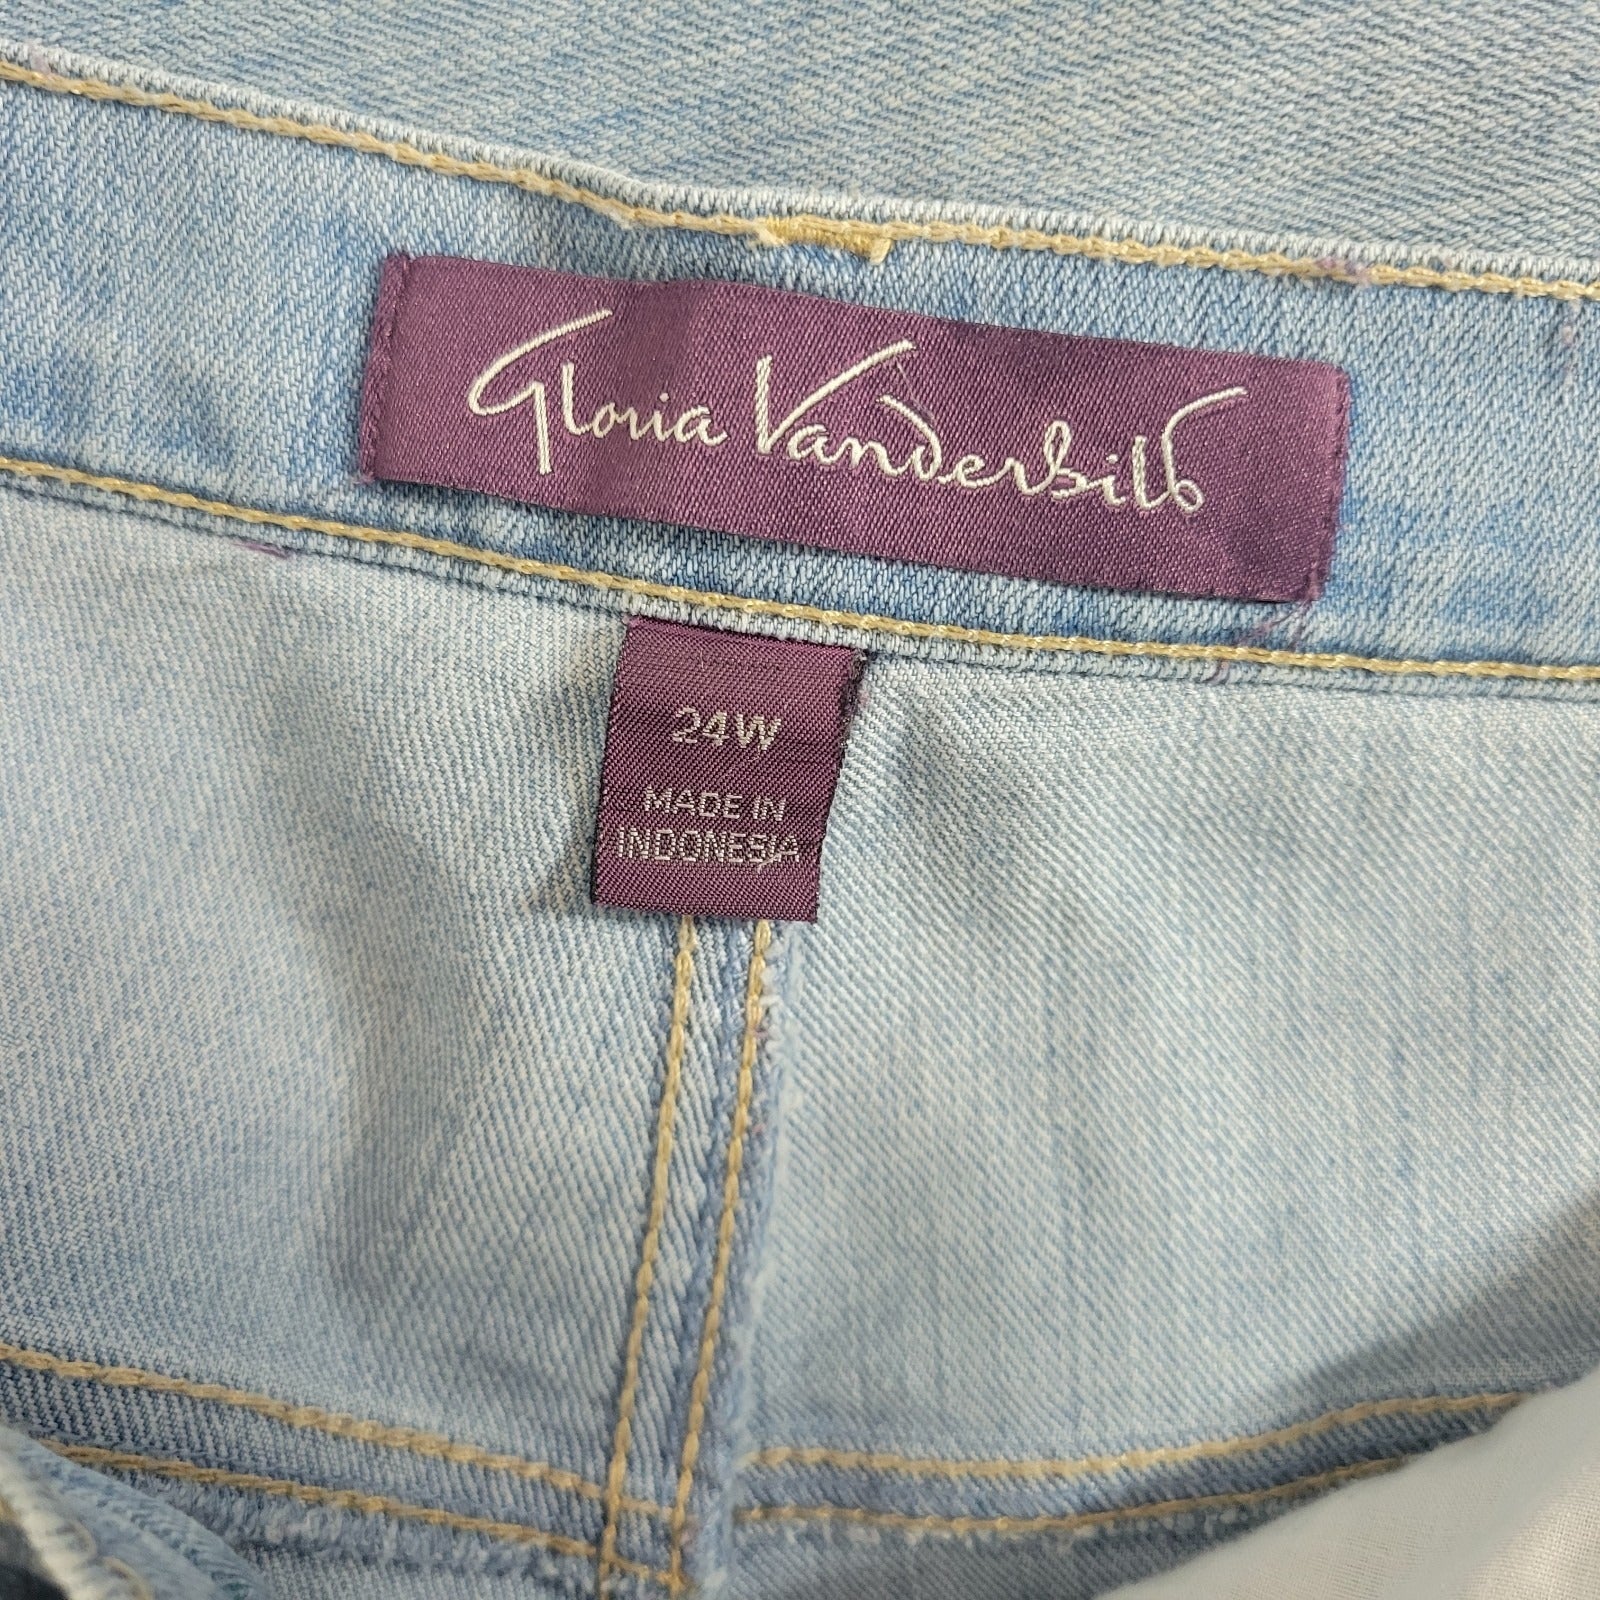 Gloria Vanderbilt
24W
MADE IN
INDONESIA